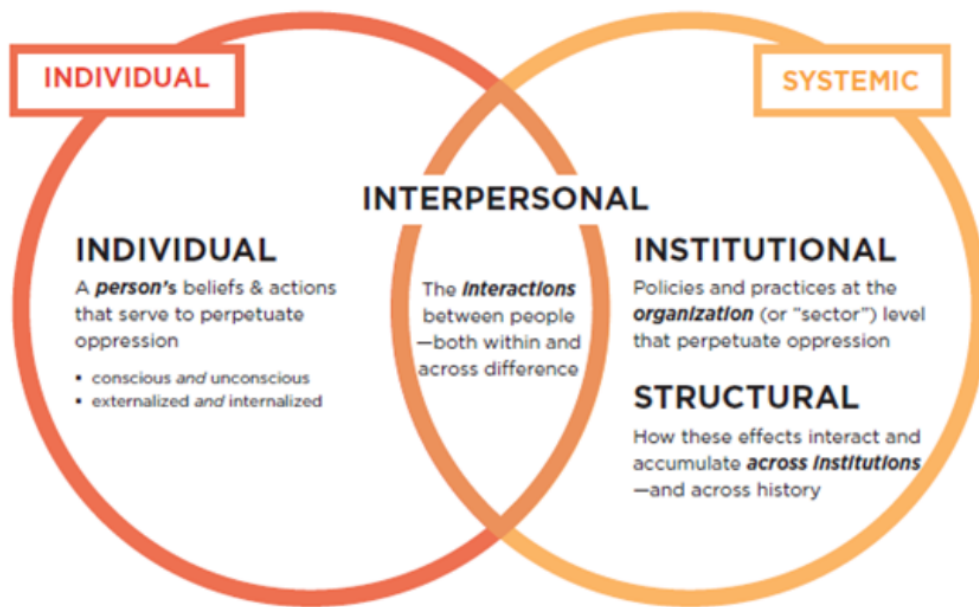 INDIVIDUAL
SYSTEMIC
INTERPERSONAL
INDIVIDUAL
A person's beliefs & actions
that serve to perpetuate
oppression
▪ conscious and unconscious
▪ externalized and internalized
The interactions
between people
—both within and
across difference
INSTITUTIONAL
Policies and practices at the
organization (or "sector") level
that perpetuate oppression
STRUCTURAL
How these effects interact and
accumulate across institutions
—and across history